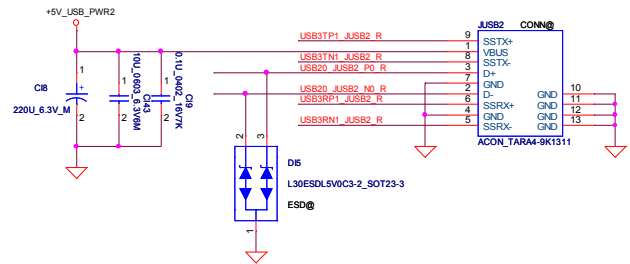 +5V_USB_PWR2
JUSB2 CONN@
USB3TP1_JUSB2_R 9 SSTX+
1 VBUS
USB3TN1_JUSB2_R 8 SSTX-
USB20_JUSB2_P0_R 3 D+
7 GND
USB20_JUSB2_N0_R 2 D- GND 10
USB3RP1_JUSB2_R 6 SSRX+ GND 11
4 GND GND 12
USB3RN1_JUSB2_R 5 SSRX- GND 13
ACON_TARA4-9K1311
1
+
CI8
2
220U_6.3V_M
1
2
10U_0603_6.3V6M
CI43
1
2
0.1U_0402_16V7K
CI9
2 3
DI5
L30ESDL5V0C3-2_SOT23-3
ESD@
1